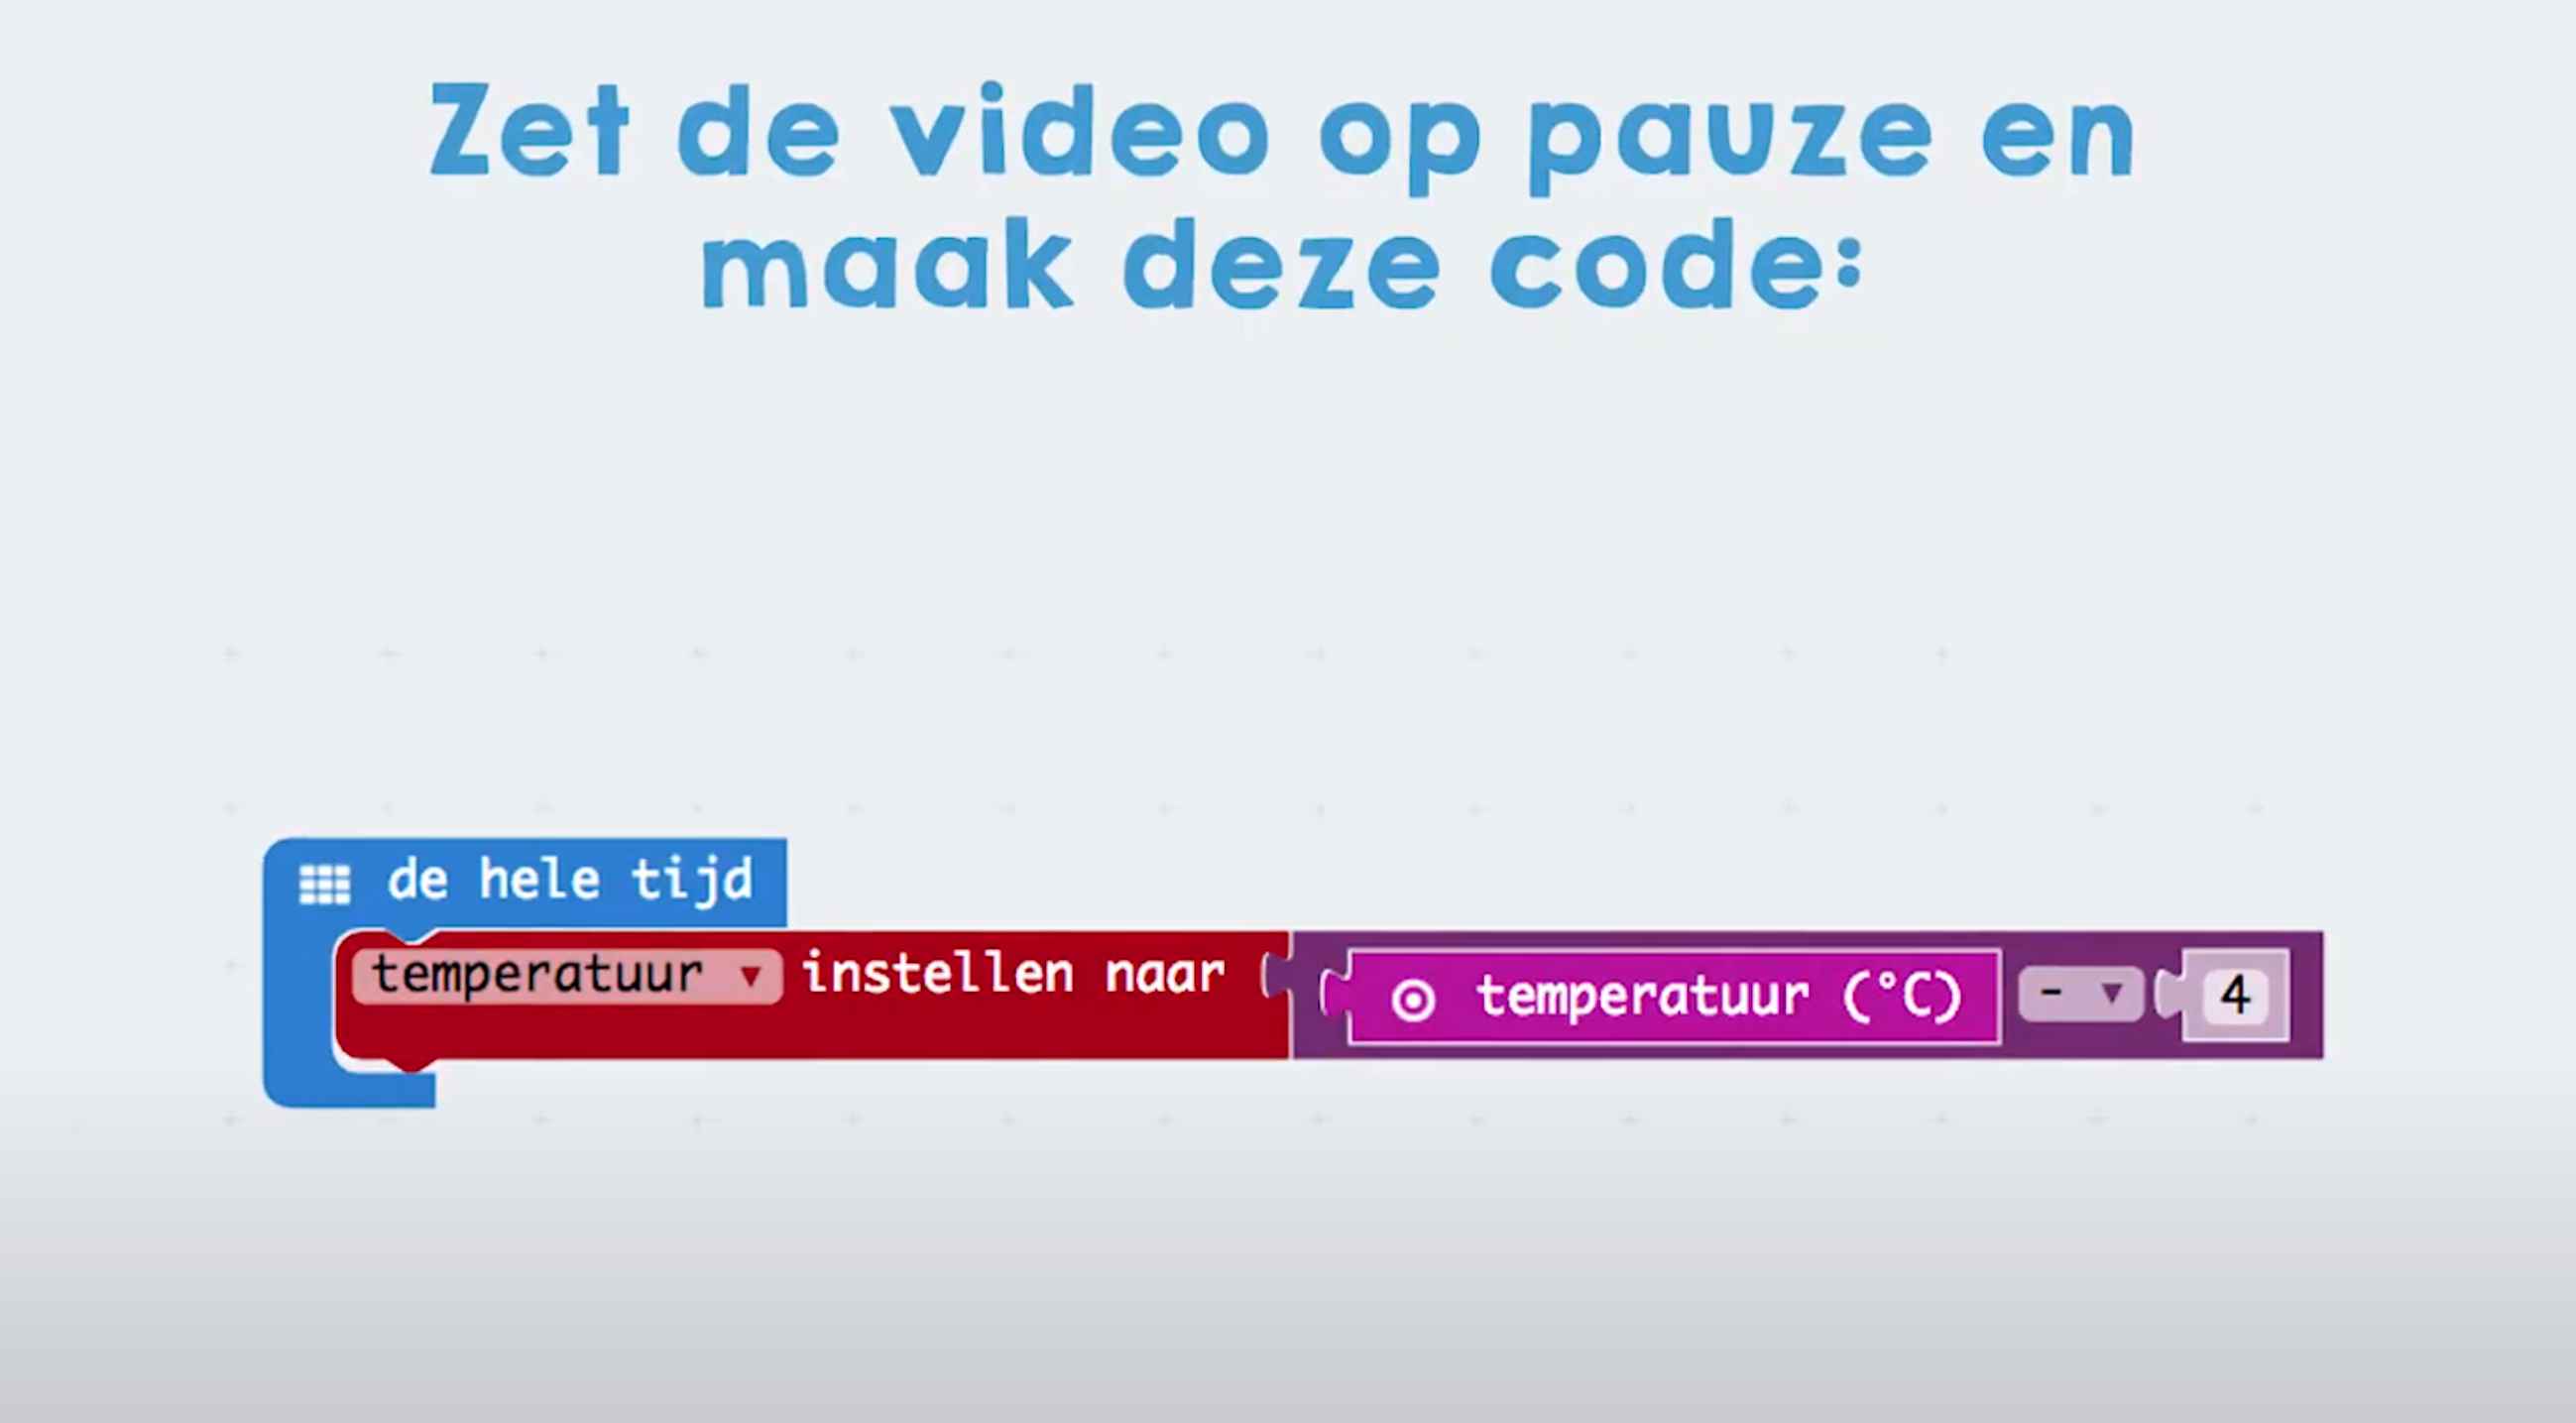 Zet de video op pauze en
maak deze code:
de hele tijd
temperatuur ▼ instellen naar temperatuur (°C) - ▼ 4